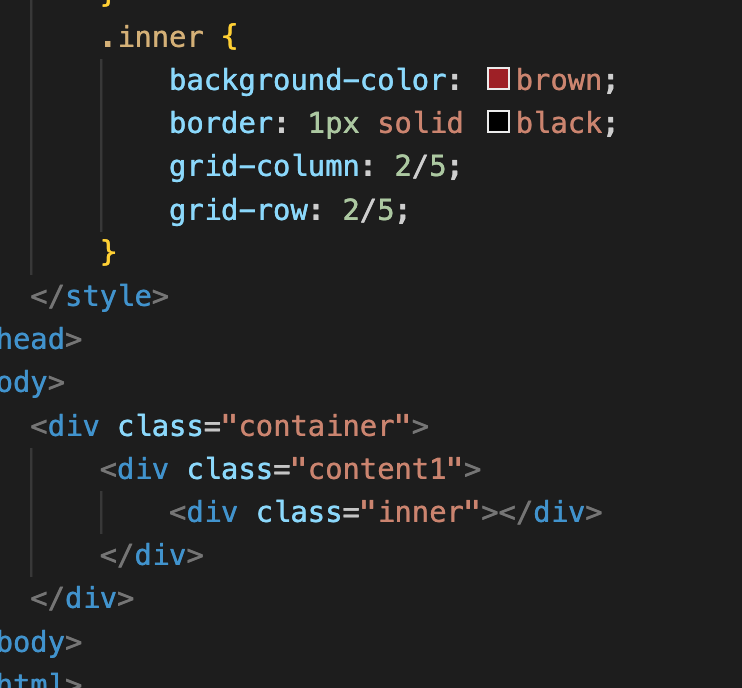 }
.inner {
background-color: brown;
border: 1px solid black;
grid-column: 2/5;
grid-row: 2/5;
}
</style>
head>
ody>
<div class="container">
<div class="content1">
<div class="inner"></div>
</div>
</div>
body>
html>